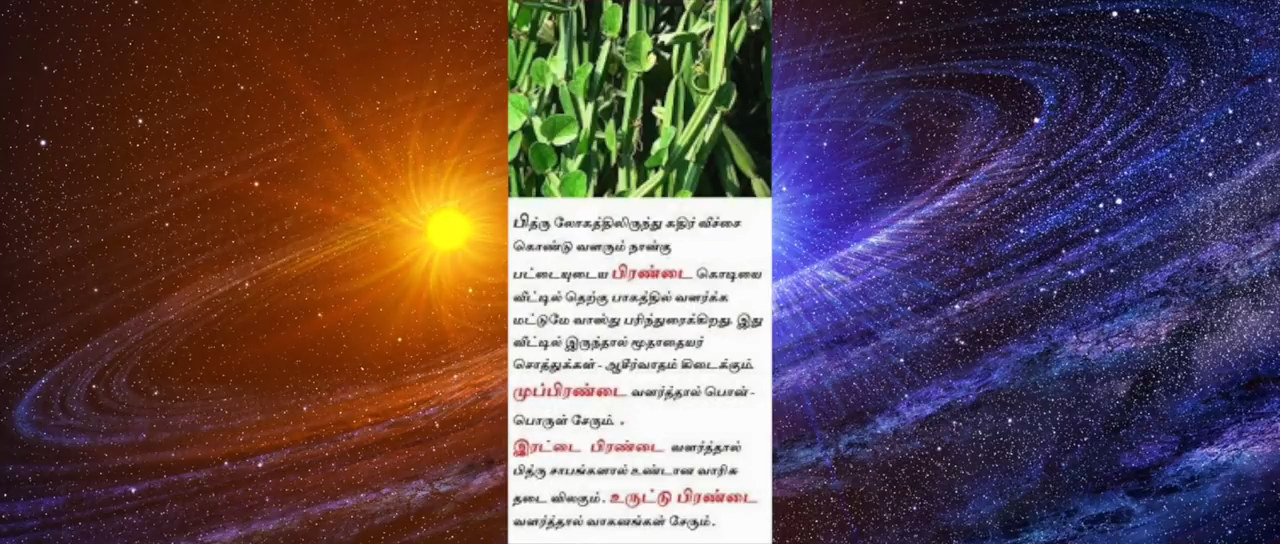 பித்ரு லோகத்திலிருந்து கதிர் வீச்சை
கொண்டு வளரும் நான்கு
பட்டையுடைய பிரண்டை கொடியை
வீட்டில் தெற்கு பாகத்தில் வளர்க்க
மட்டுமே வாஸ்து பரிந்துரைக்கிறது. இது
வீட்டில் இருந்தால் மூதாதையர்
சொத்துக்கள் - ஆசீர்வாதம் கிடைக்கும்.
முப்பிரண்டை வளர்த்தால் பொன் -
பொருள் சேரும். .
இரட்டை பிரண்டை வளர்த்தால்
பித்ரு சாபங்களால் உண்டான வாரிசு
தடை விலகும். உருட்டு பிரண்டை
வளர்த்தால் வாகனங்கள் சேரும்.